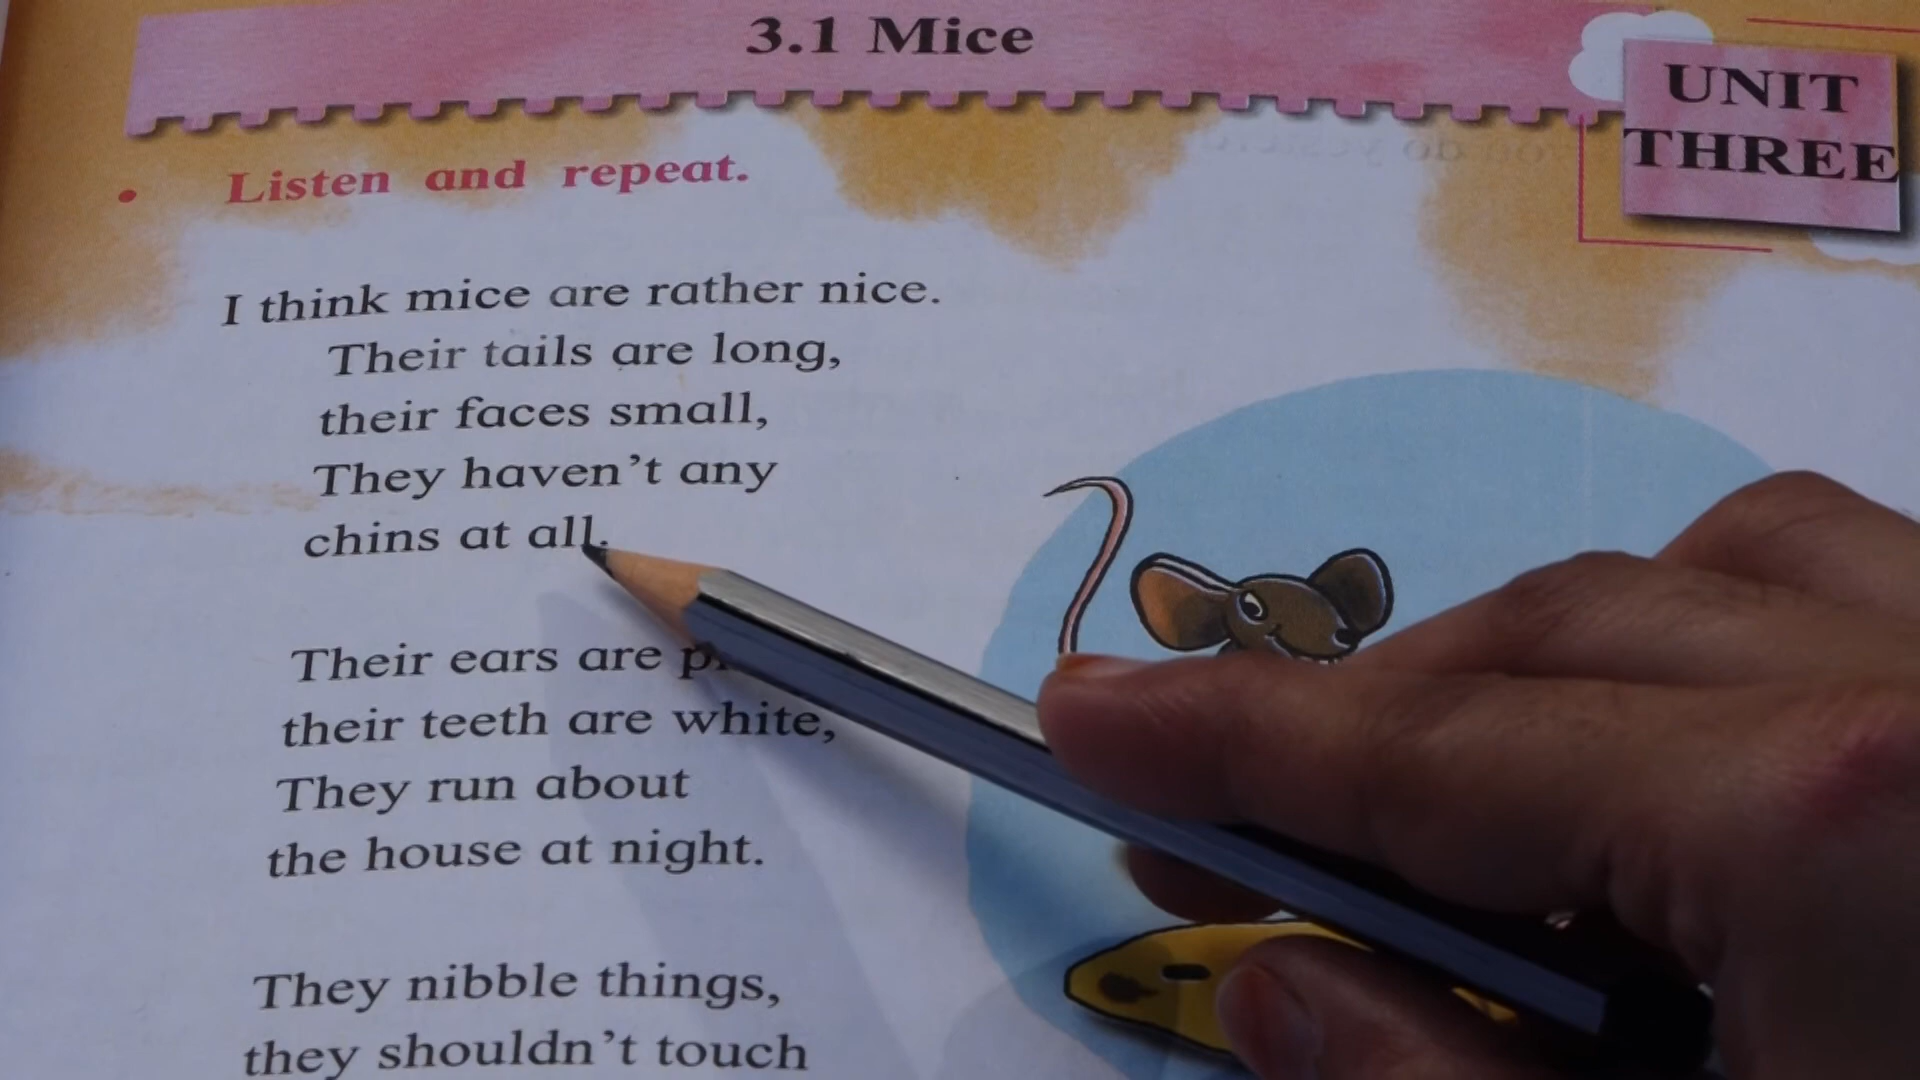 3.1 Mice
UNIT
THREE
Listen and repeat.
I think mice are rather nice.
Their tails are long,
their faces small,
They haven't any
chins at all.
Their ears are
their teeth are white,
They run about
the house at night.
They nibble things,
they shouldn't touch